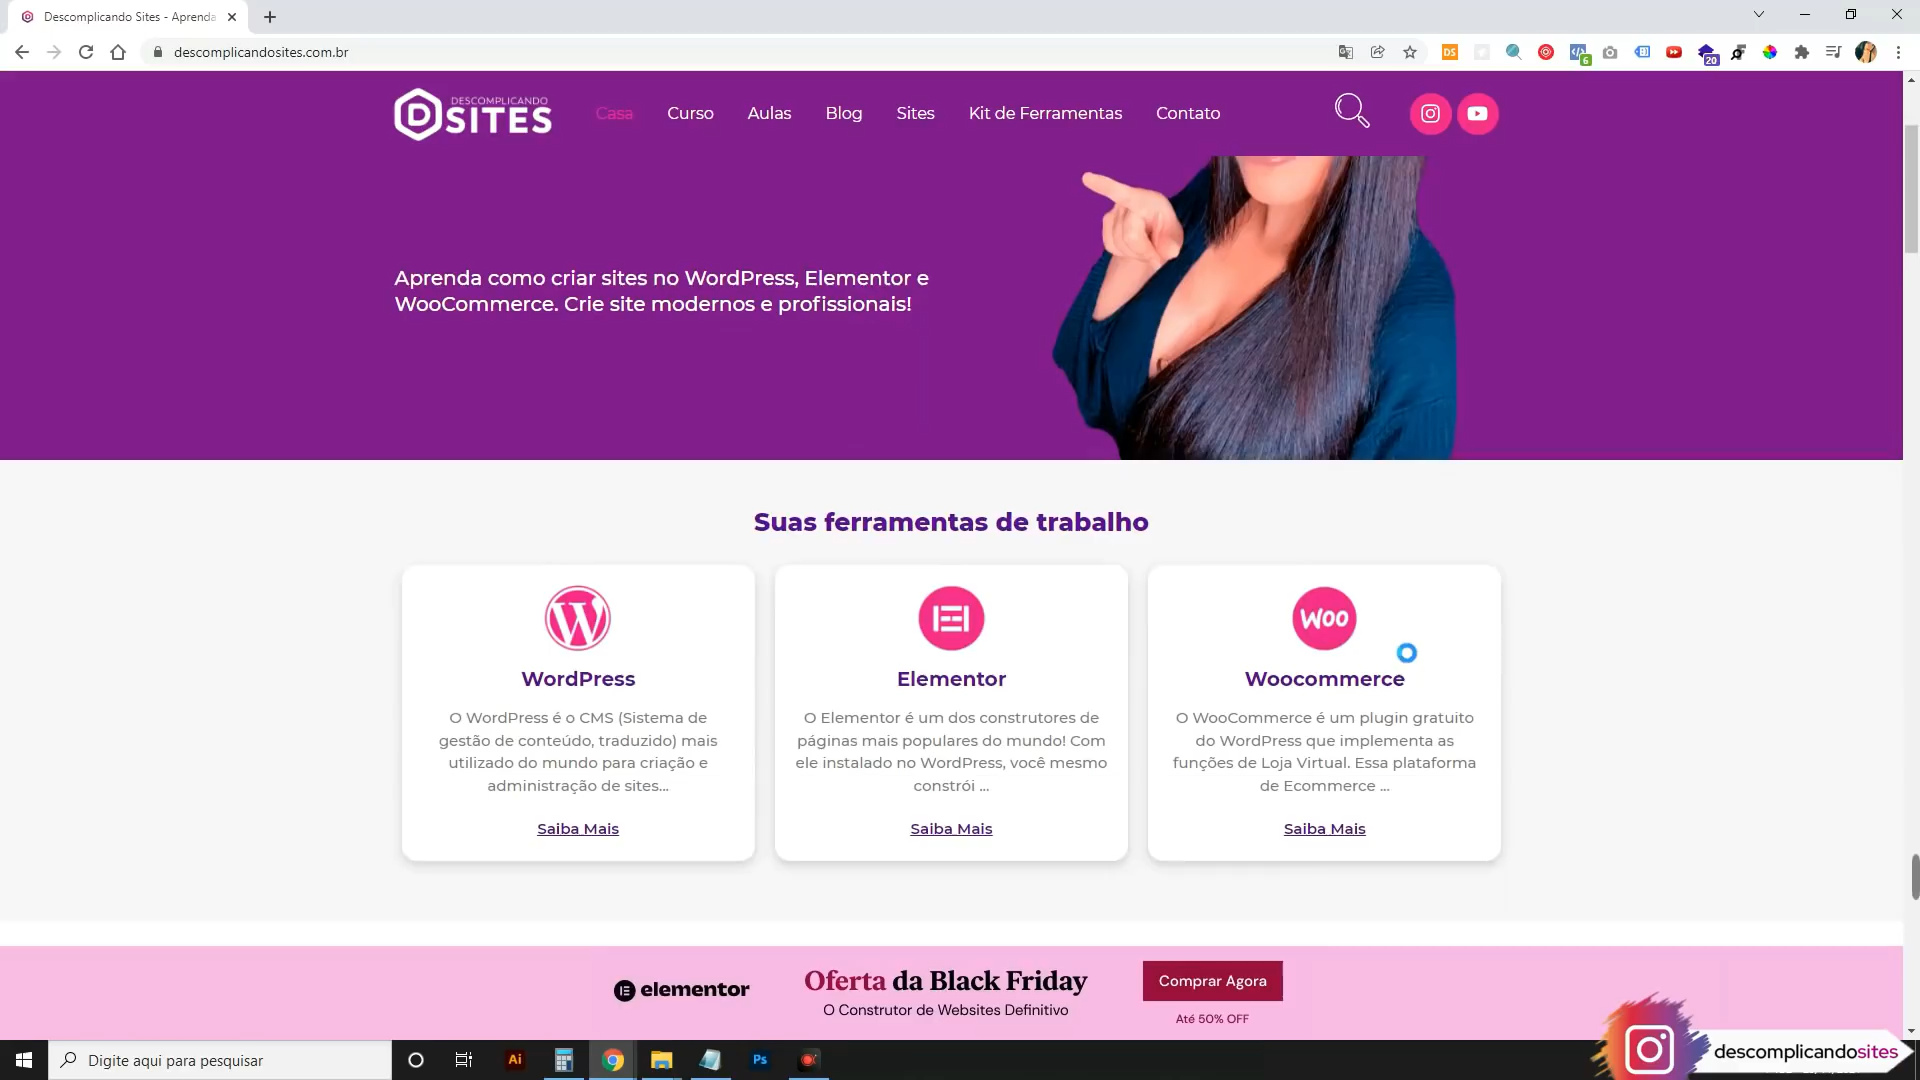 Descomplicando Sites - Aprenda
descomplicandosites.com.br
DS
6
20
DESCOMPLICANDO
SITES
Casa
Curso
Aulas
Blog
Sites
Kit de Ferramentas
Contato
Aprenda como criar sites no WordPress, Elementor e
WooCommerce. Crie site modernos e profissionais!
Suas ferramentas de trabalho
WordPress
O WordPress é o CMS (Sistema de
gestão de conteúdo, traduzido) mais
utilizado do mundo para criação e
administração de sites...
Saiba Mais
Elementor
O Elementor é um dos construtores de
páginas mais populares do mundo! Com
ele instalado no WordPress, você mesmo
constrói ...
Saiba Mais
Woo
Woocommerce
O WooCommerce é um plugin gratuito
do WordPress que implementa as
funções de Loja Virtual. Essa plataforma
de Ecommerce ...
Saiba Mais
elementor
Oferta da Black Friday
O Construtor de Websites Definitivo
Comprar Agora
Até 50% OFF
Digite aqui para pesquisar
Ai
Ps
descomplicandosites